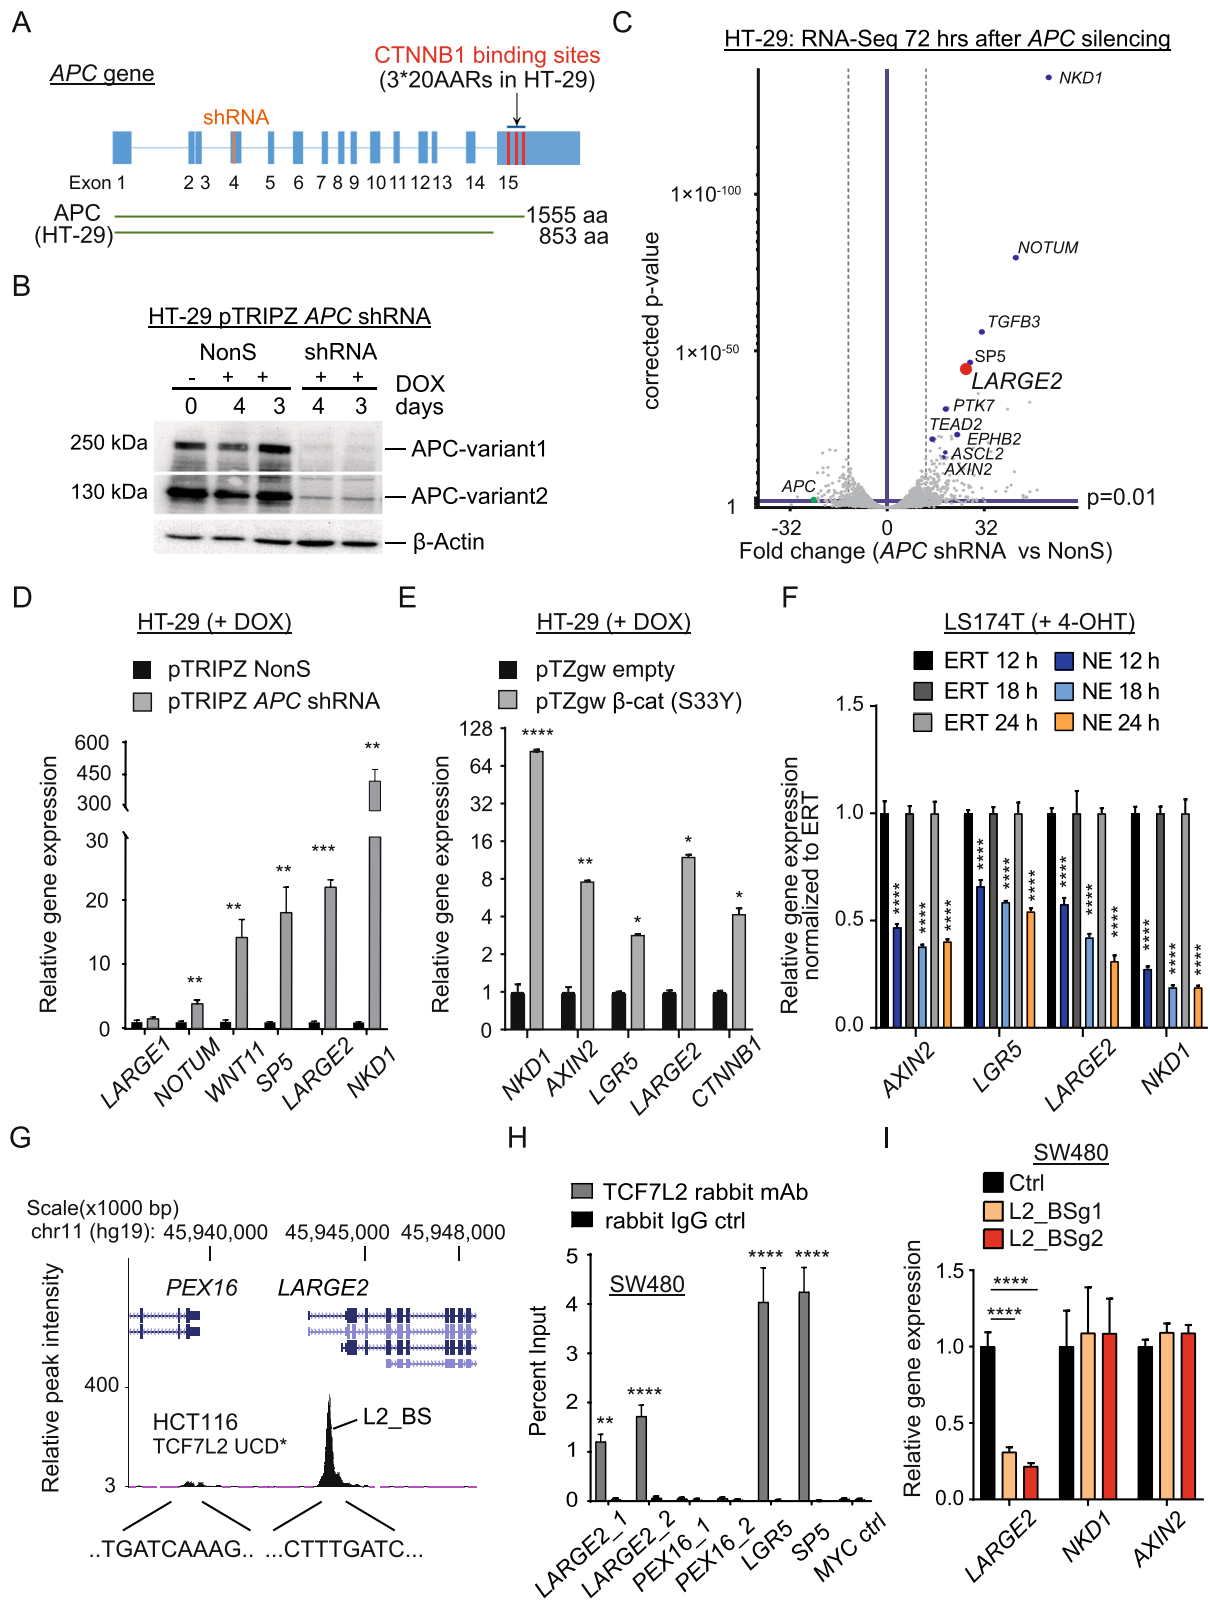 A
APC gene
CTNNB1 binding sites
(3*20AARs in HT-29)
shRNA
Exon 1 2 3 4 5 6 7 8 9 10 11 12 13 14 15
APC 1555 aa
(HT-29) 853 aa
B
HT-29 pTRIPZ APC shRNA
NonS shRNA
- + + + + DOX
0 4 3 4 3 days
250 kDa APC-variant1
130 kDa APC-variant2
β-Actin
C
HT-29: RNA-Seq 72 hrs after APC silencing
corrected p-value
1×10-100
1×10-50
1
NKD1
NOTUM
TGFB3
SP5
LARGE2
PTK7
TEAD2
EPHB2
ASCL2
AXIN2
APC
p=0.01
-32 0 32
Fold change (APC shRNA vs NonS)
D
HT-29 (+ DOX)
pTRIPZ NonS
pTRIPZ APC shRNA
Relative gene expression
600
450
300
30
20
10
0
** ** ** *** **
LARGE1 NOTUM WNT11 SP5 LARGE2 NKD1
E
HT-29 (+ DOX)
pTZgw empty
pTZgw β-cat (S33Y)
Relative gene expression
128
64
32
16
8
4
2
1
0
**** ** * * *
NKD1 AXIN2 LGR5 LARGE2 CTNNB1
F
LS174T (+ 4-OHT)
ERT 12 h NE 12 h
ERT 18 h NE 18 h
ERT 24 h NE 24 h
Relative gene expression
normalized to ERT
1.5
1.0
0.5
0.0
**** **** **** **** **** **** **** **** **** **** **** ****
AXIN2 LGR5 LARGE2 NKD1
G
Scale(x1000 bp)
chr11 (hg19): 45,940,000 45,945,000 45,948,000
Relative peak intensity
PEX16 LARGE2
400
HCT116
TCF7L2 UCD*
L2_BS
3
..TGATCAAAG.. ...CTTTGATC...
H
TCF7L2 rabbit mAb
rabbit IgG ctrl
SW480
Percent Input
5
4
3
2
1
0
** **** **** ****
LARGE2_1 LARGE2_2 PEX16_1 PEX16_2 LGR5 SP5 MYC ctrl
I
SW480
Ctrl
L2_BSg1
L2_BSg2
Relative gene expression
1.5
1.0
0.5
0.0
****
****
LARGE2 NKD1 AXIN2